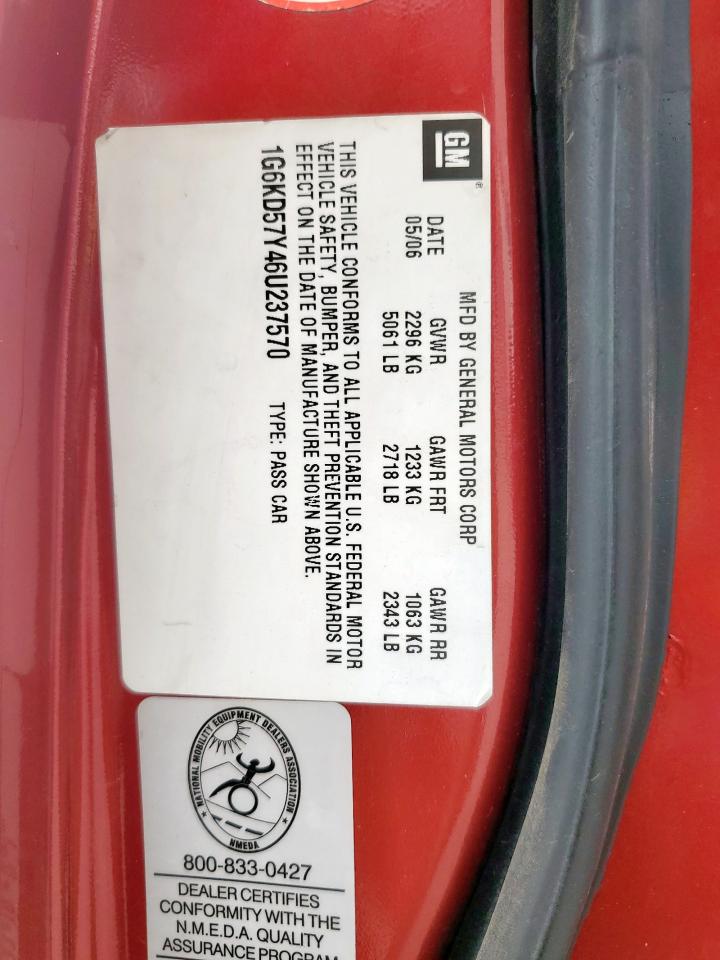 GM®
MFD BY GENERAL MOTORS CORP
DATE GVWR GAWR FRT GAWR RR
05/06 2296 KG 1233 KG 1063 KG
5061 LB 2718 LB 2343 LB
THIS VEHICLE CONFORMS TO ALL APPLICABLE U.S. FEDERAL MOTOR
VEHICLE SAFETY, BUMPER, AND THEFT PREVENTION STANDARDS IN
EFFECT ON THE DATE OF MANUFACTURE SHOWN ABOVE.
1G6KD57Y46U237570 TYPE: PASS CAR
★ NATIONAL MOBILITY EQUIPMENT DEALERS ASSOCIATION ★
NMEDA
800-833-0427
DEALER CERTIFIES
CONFORMITY WITH THE
N.M.E.D.A. QUALITY
ASSURANCE PROGRAM